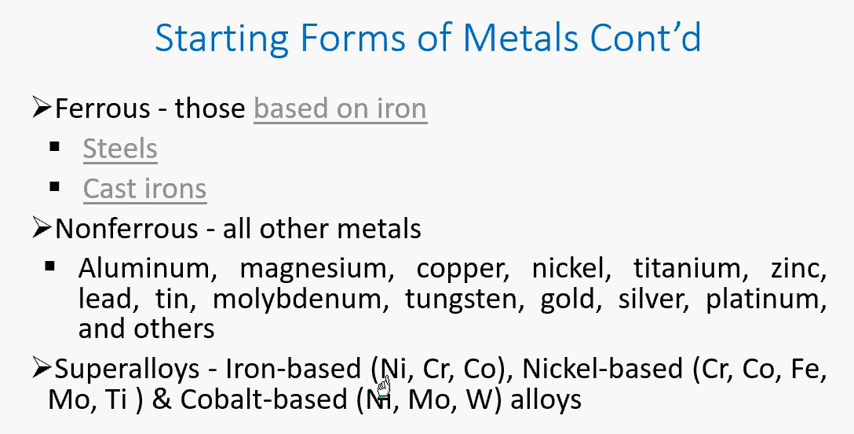 Starting Forms of Metals Cont’d
➢Ferrous - those based on iron
▪ Steels
▪ Cast irons
➢Nonferrous - all other metals
▪ Aluminum, magnesium, copper, nickel, titanium, zinc,
lead, tin, molybdenum, tungsten, gold, silver, platinum,
and others
➢Superalloys - Iron-based (Ni, Cr, Co), Nickel-based (Cr, Co, Fe,
Mo, Ti ) & Cobalt-based (Ni, Mo, W) alloys